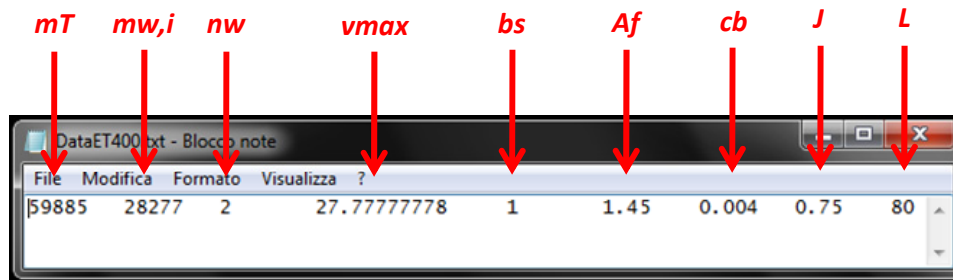 mT mw,i nw vmax bs Af cb J L
DataET400.txt - Blocco note
File Modifica Formato Visualizza ?
59885 28277 2 27.77777778 1 1.45 0.004 0.75 80